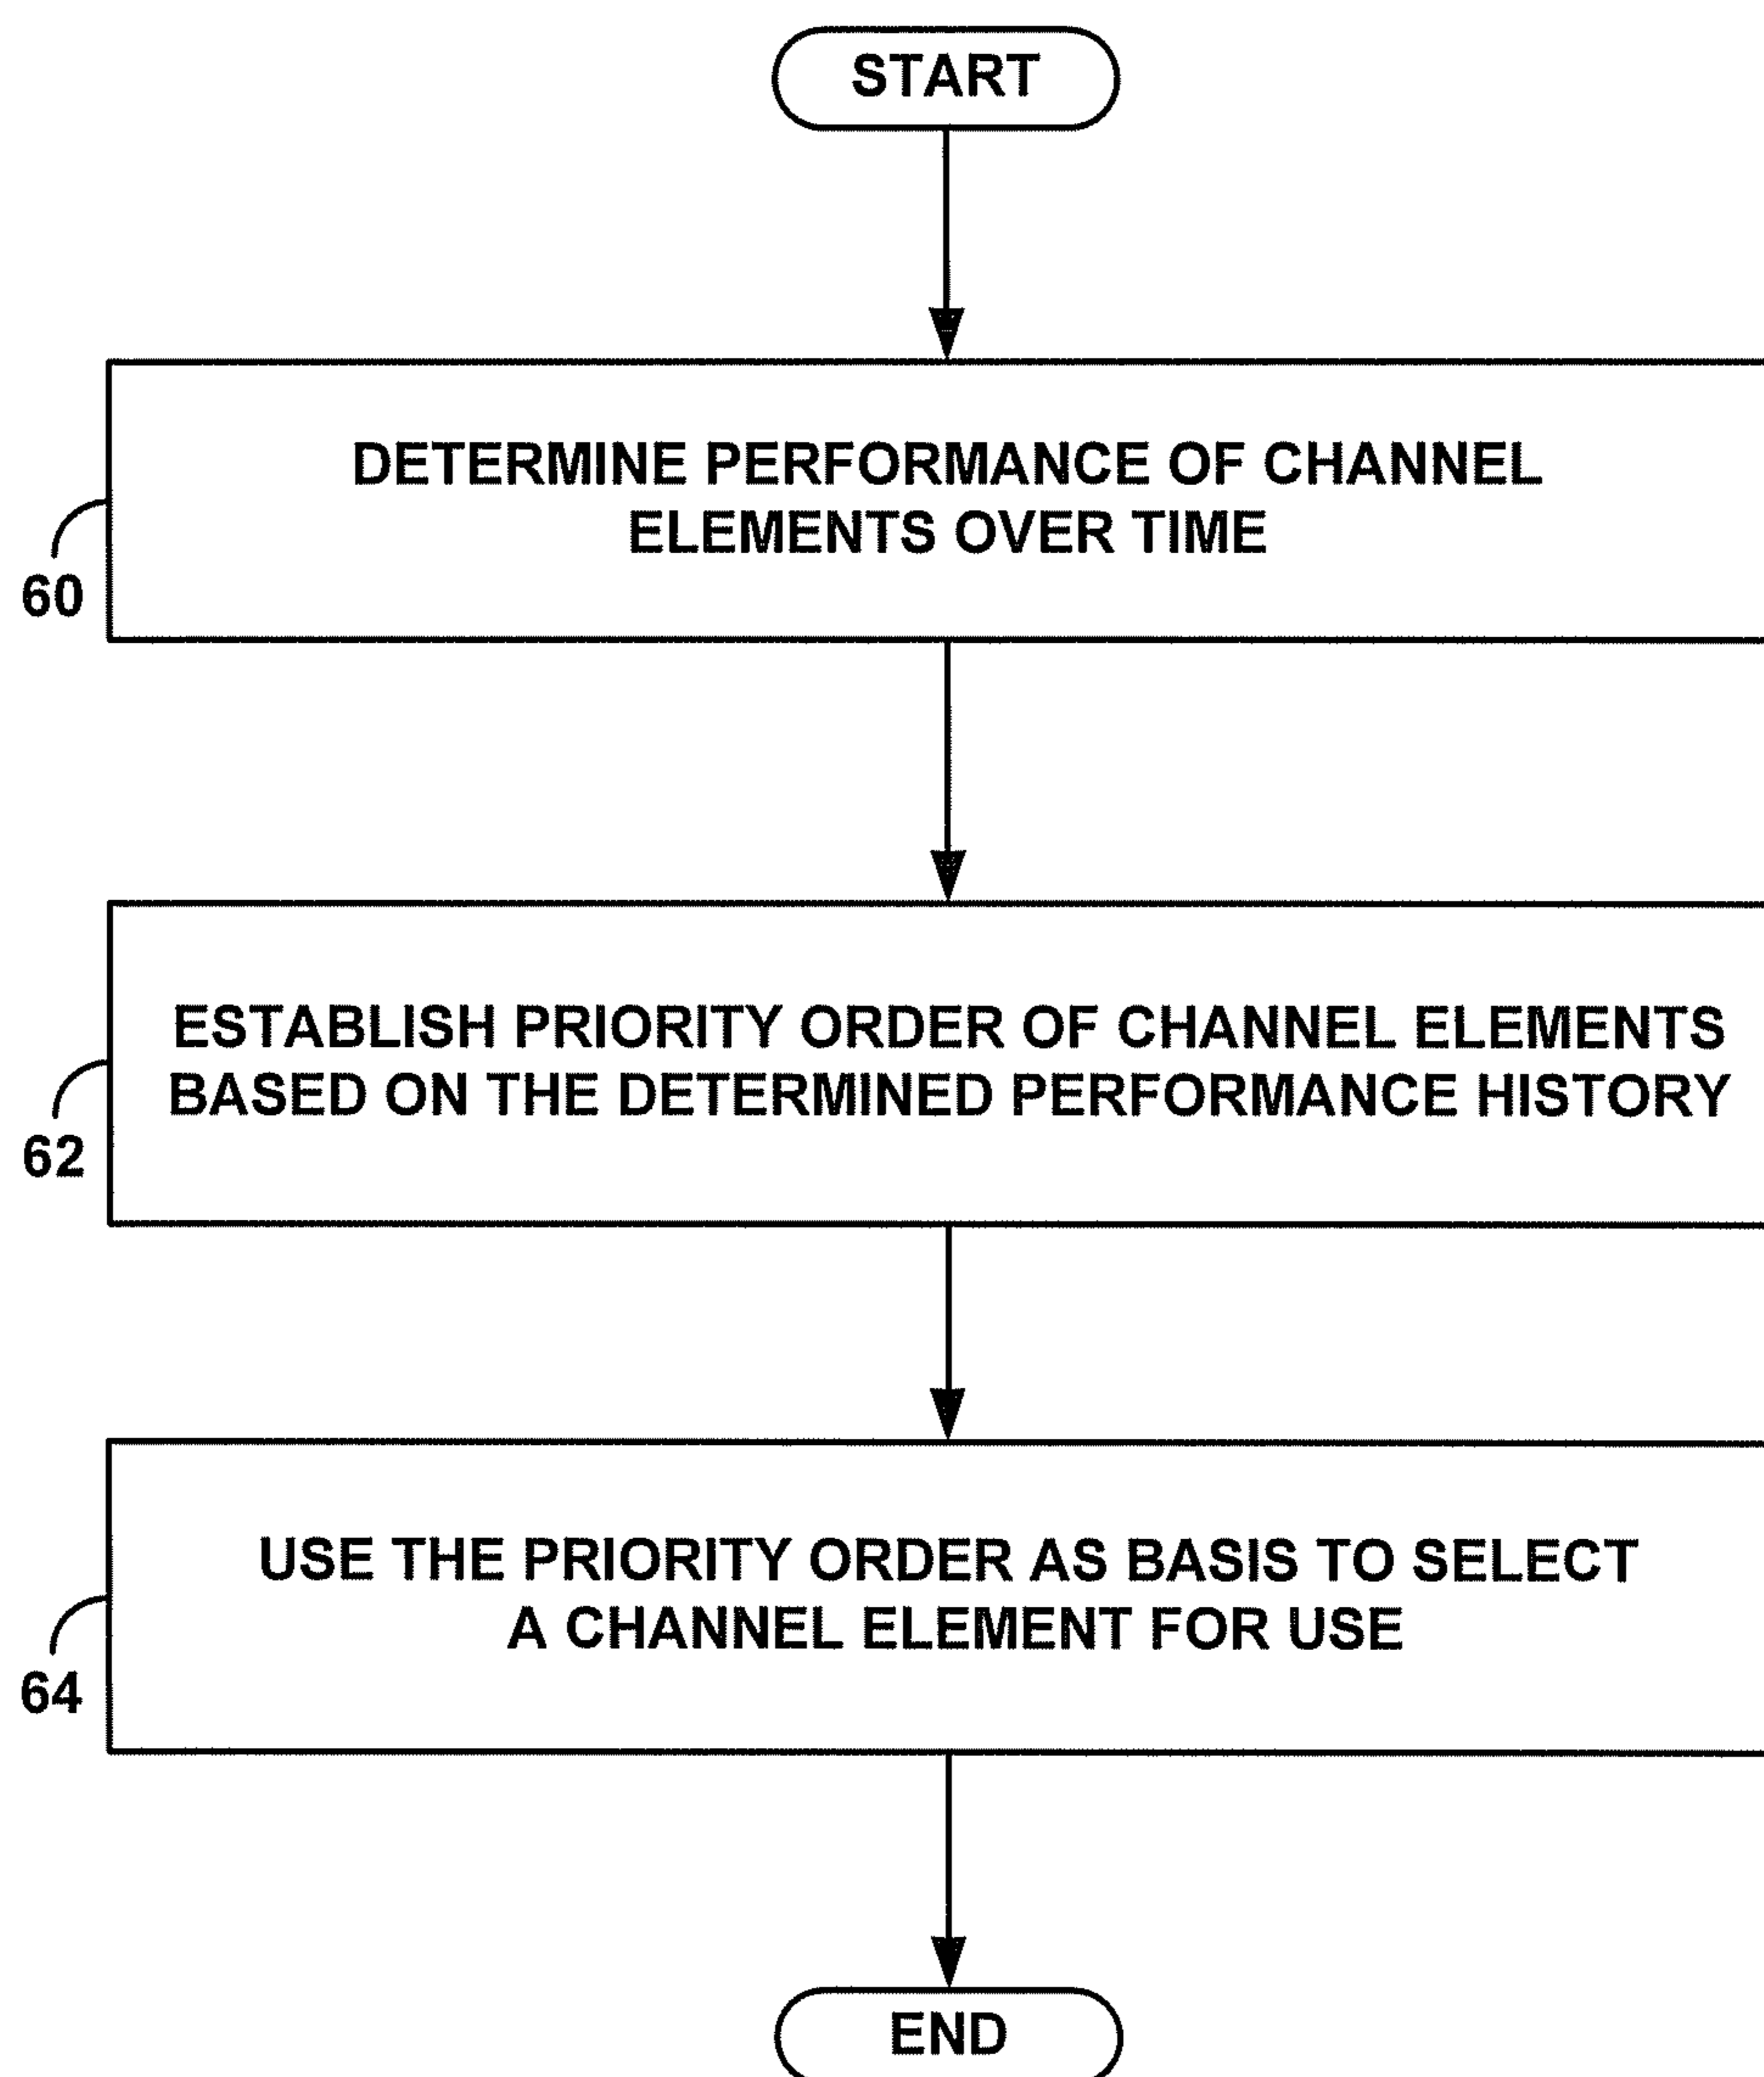 START
DETERMINE PERFORMANCE OF CHANNEL
ELEMENTS OVER TIME
60
ESTABLISH PRIORITY ORDER OF CHANNEL ELEMENTS
BASED ON THE DETERMINED PERFORMANCE HISTORY
62
USE THE PRIORITY ORDER AS BASIS TO SELECT
A CHANNEL ELEMENT FOR USE
64
END